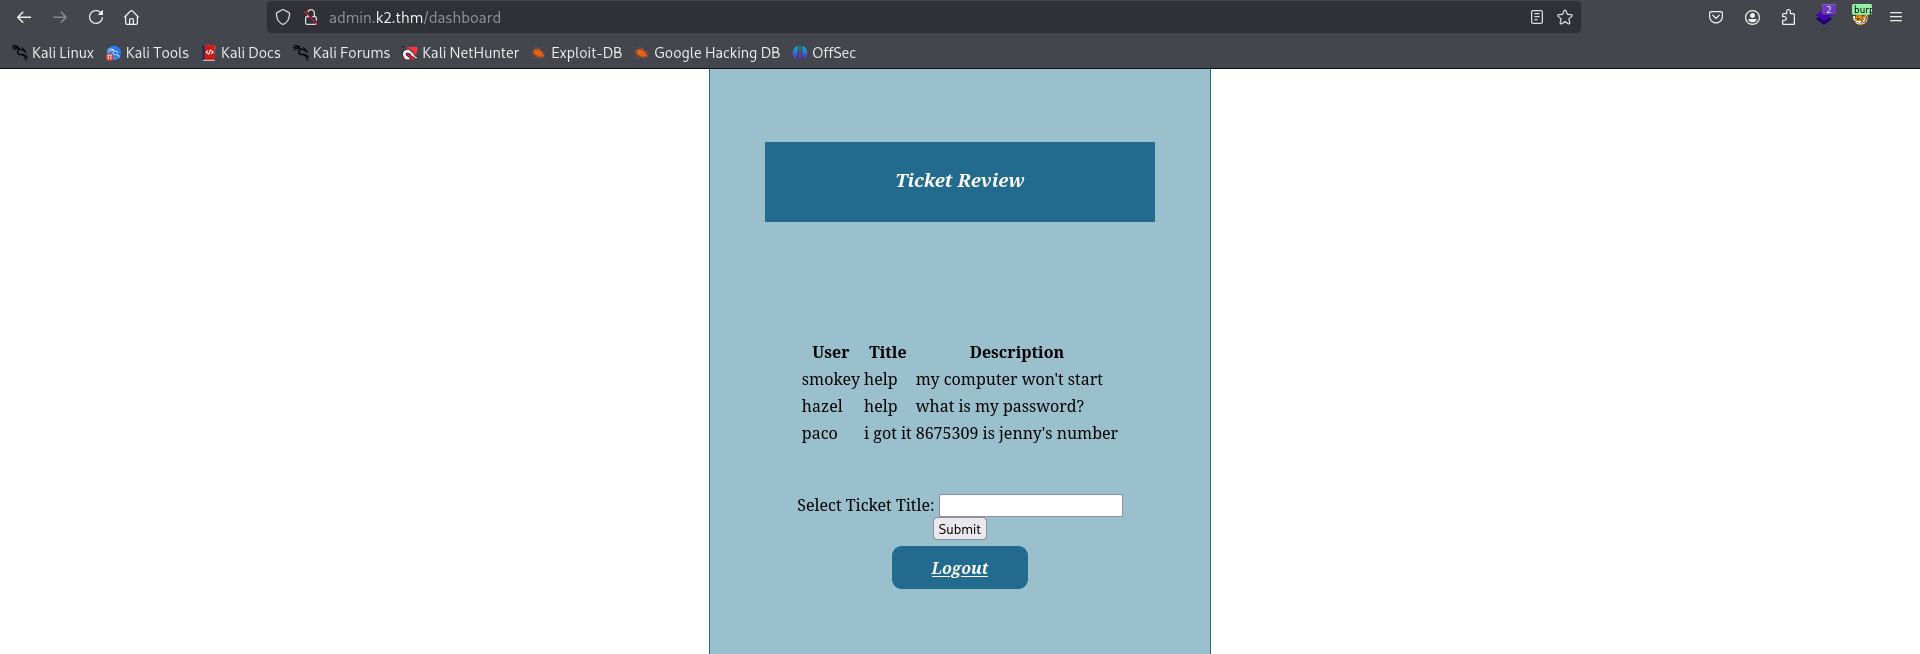 admin.k2.thm/dashboard
2
burp
Kali Linux Kali Tools Kali Docs Kali Forums Kali NetHunter Exploit-DB Google Hacking DB OffSec
Ticket Review
User Title Description
smokey help my computer won't start
hazel help what is my password?
paco i got it 8675309 is jenny's number
Select Ticket Title:
Submit
Logout